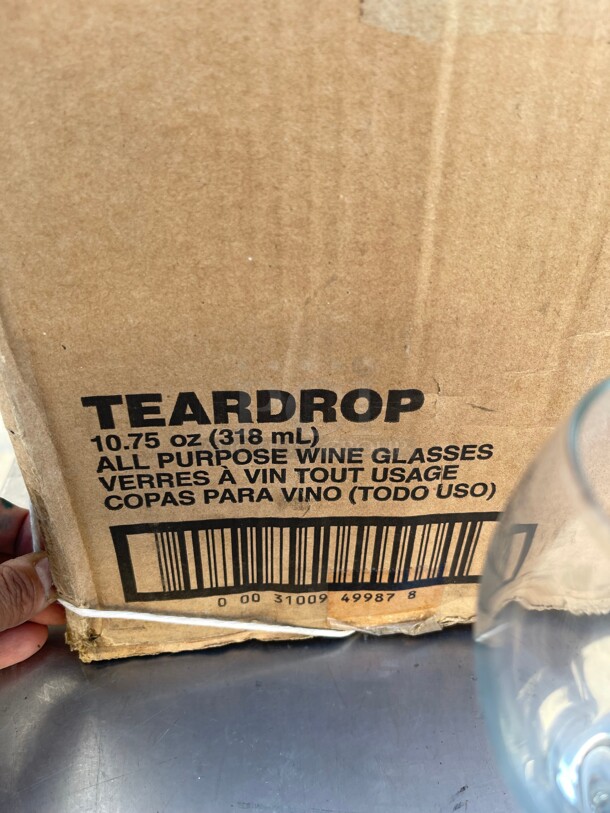 TEARDROP
10.75 oz (318 mL)
ALL PURPOSE WINE GLASSES
VERRES À VIN TOUT USAGE
COPAS PARA VINO (TODO USO)
0 00 31009 49987 8